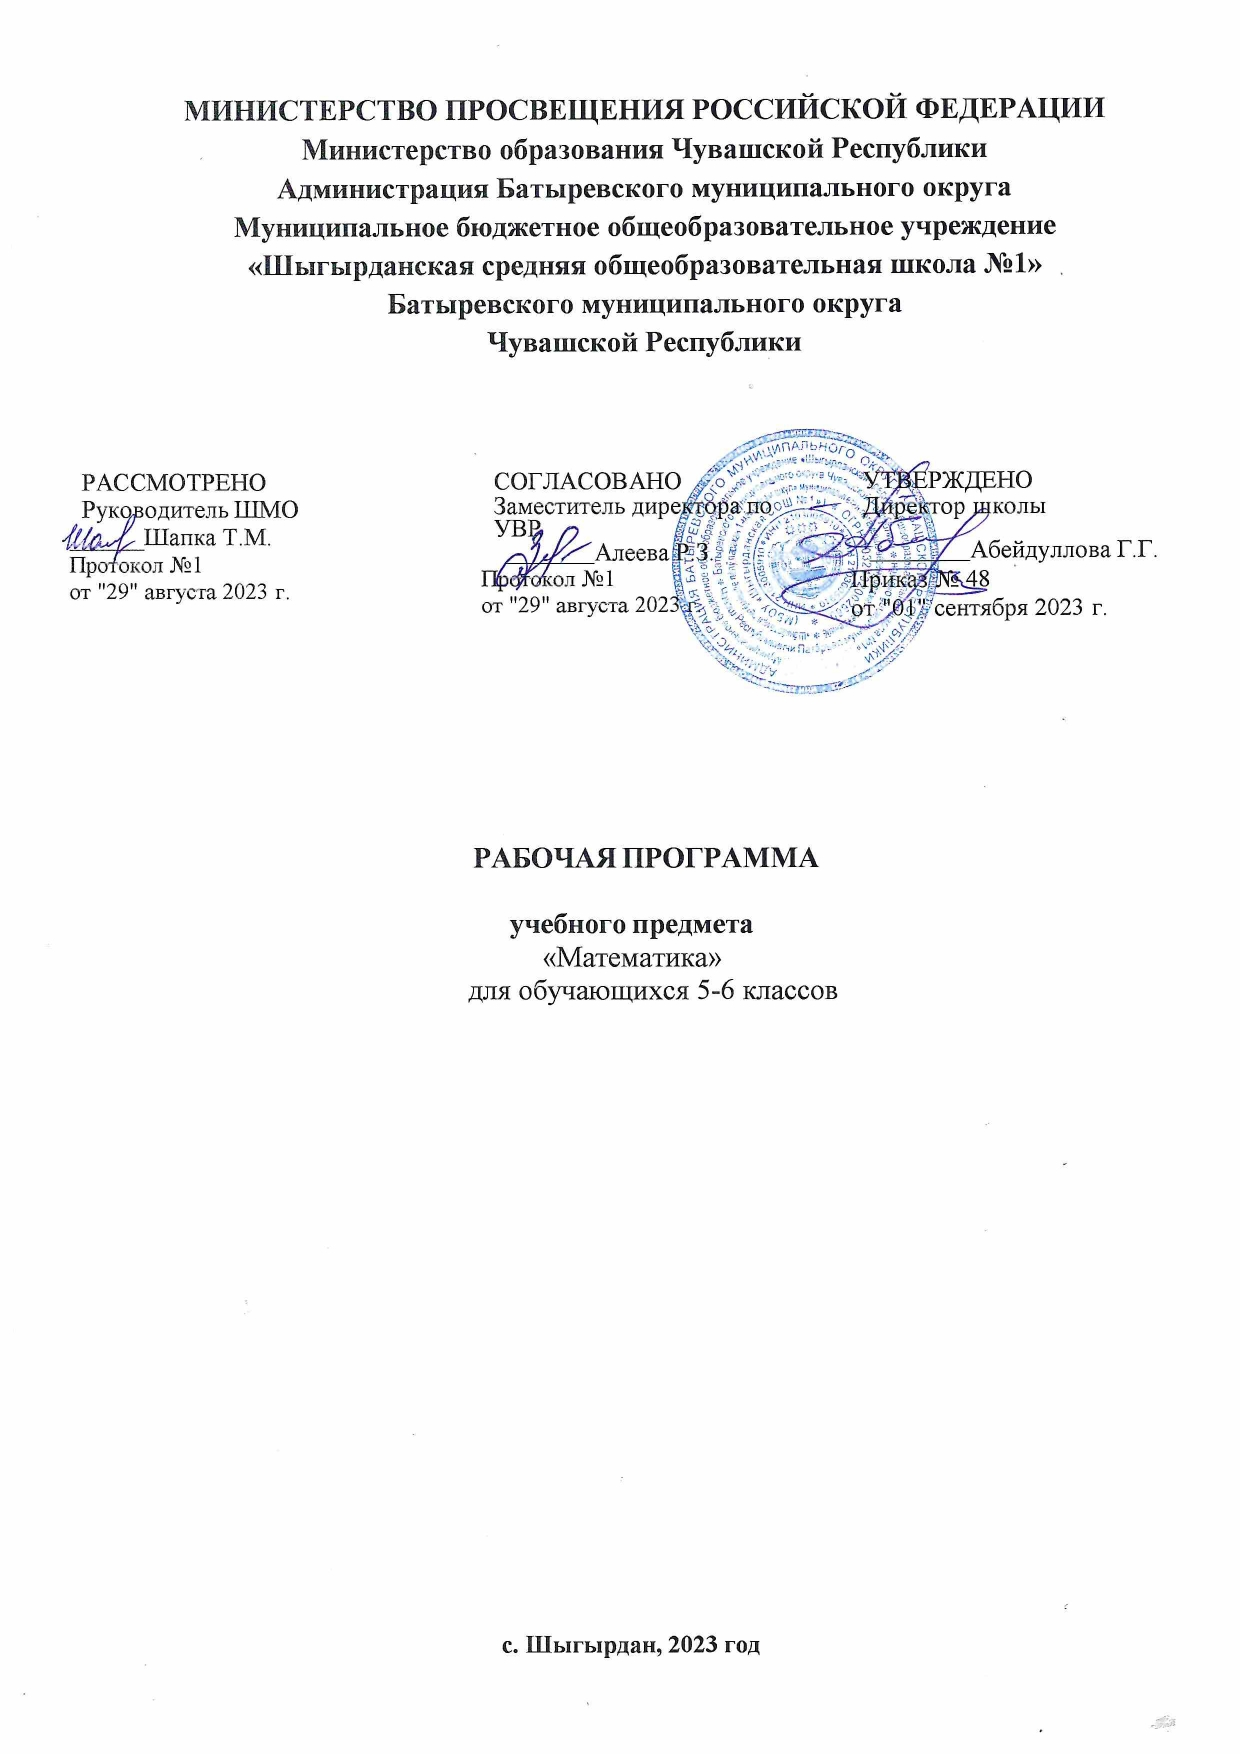 МИНИСТЕРСТВО ПРОСВЕЩЕНИЯ РОССИЙСКОЙ ФЕДЕРАЦИИ
Министерство образования Чувашской Республики
Администрация Батыревского муниципального округа
Муниципальное бюджетное общеобразовательное учреждение
«Шыгырданская средняя общеобразовательная школа №1»
Батыревского муниципального округа
Чувашской Республики
РАССМОТРЕНО
Руководитель ШМО
Шапка Т.М.
Протокол №1
от "29" августа 2023 г.
СОГЛАСОВАНО
Заместитель директора по
УВР
Алеева Р.З.
Протокол №1
от "29" августа 2023 г.
УТВЕРЖДЕНО
Директор школы
Абейдуллова Г.Г.
Приказ № 48
от "01" сентября 2023 г.
РАБОЧАЯ ПРОГРАММА
учебного предмета
«Математика»
для обучающихся 5-6 классов
с. Шыгырдан, 2023 год